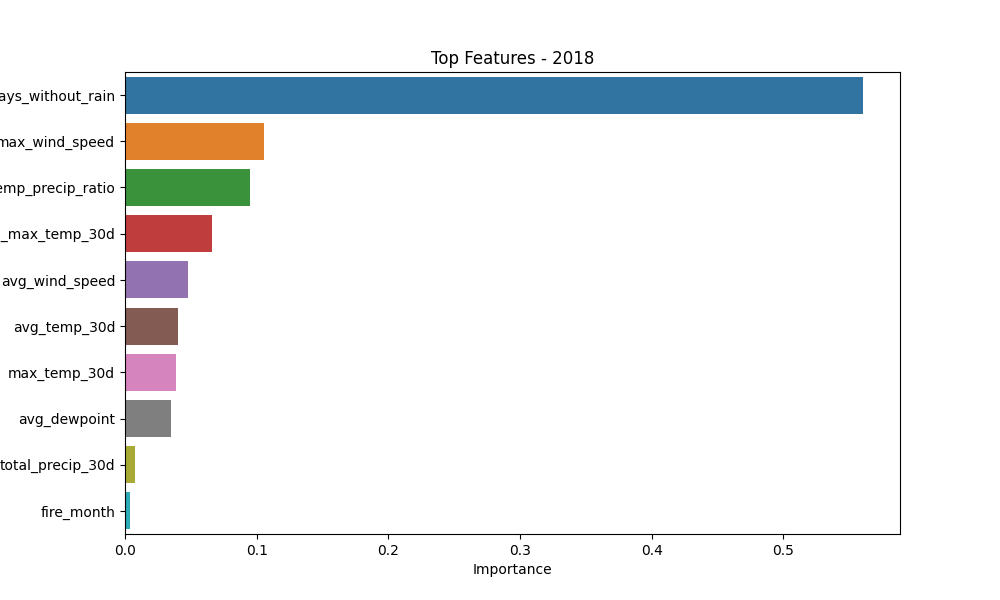 Top Features - 2018
ays_without_rain
max_wind_speed
emp_precip_ratio
_max_temp_30d
avg_wind_speed
avg_temp_30d
max_temp_30d
avg_dewpoint
total_precip_30d
fire_month
0.0 0.1 0.2 0.3 0.4 0.5
Importance